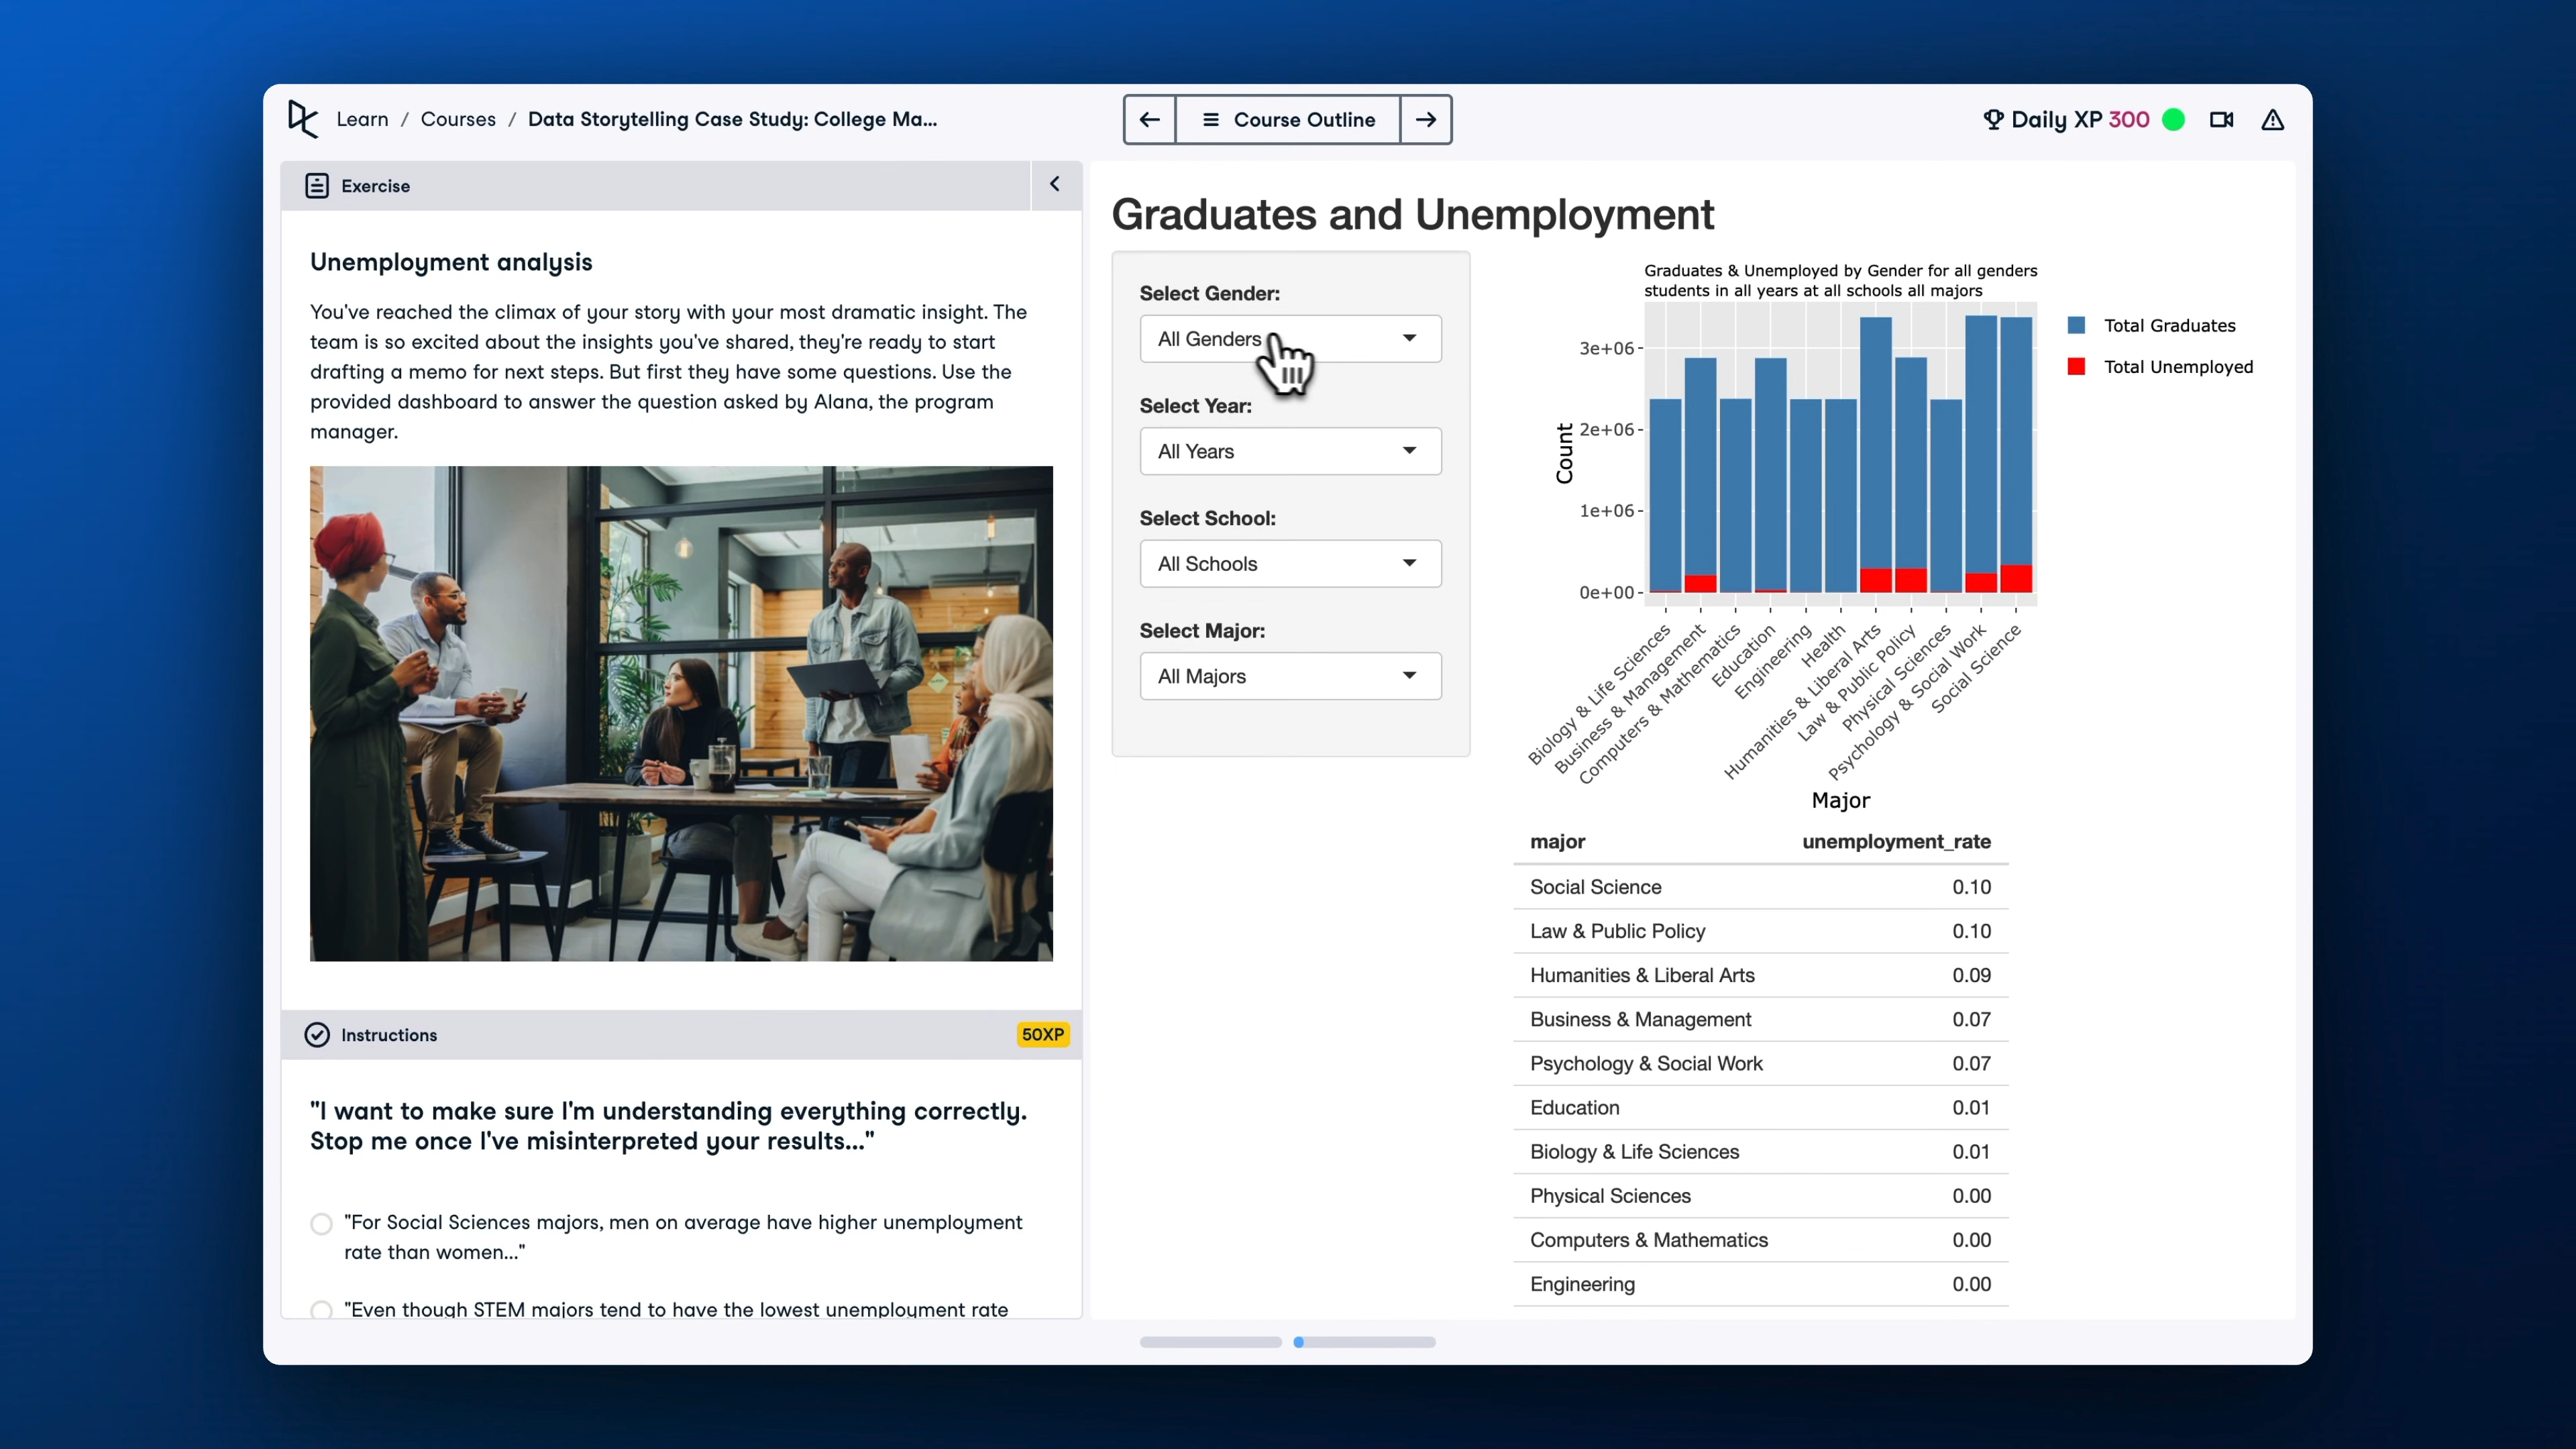 Learn / Courses / Data Storytelling Case Study: College Ma...
Course Outline
Daily XP 300
Exercise
Unemployment analysis
You've reached the climax of your story with your most dramatic insight. The
team is so excited about the insights you've shared, they're ready to start
drafting a memo for next steps. But first they have some questions. Use the
provided dashboard to answer the question asked by Alana, the program
manager.
Instructions
50XP
"I want to make sure I'm understanding everything correctly.
Stop me once I've misinterpreted your results..."
"For Social Sciences majors, men on average have higher unemployment
rate than women..."
"Even though STEM majors tend to have the lowest unemployment rate
Graduates and Unemployment
Select Gender:
All Genders
Select Year:
All Years
Select School:
All Schools
Select Major:
All Majors
Graduates & Unemployed by Gender for all genders
students in all years at all schools all majors
Total Graduates
Total Unemployed
Count
3e+06
2e+06
1e+06
0e+00
Biology & Life Sciences
Business & Management
Computers & Mathematics
Education
Engineering
Health
Humanities & Liberal Arts
Law & Public Policy
Physical Sciences
Psychology & Social Work
Social Science
Major
major unemployment_rate
Social Science 0.10
Law & Public Policy 0.10
Humanities & Liberal Arts 0.09
Business & Management 0.07
Psychology & Social Work 0.07
Education 0.01
Biology & Life Sciences 0.01
Physical Sciences 0.00
Computers & Mathematics 0.00
Engineering 0.00